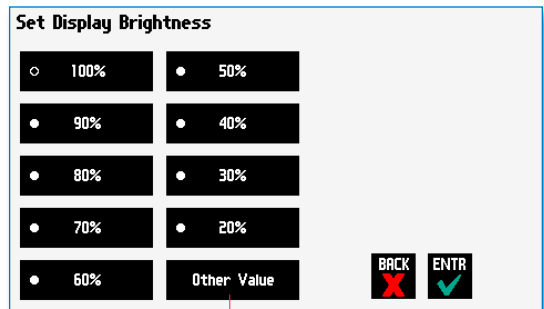 Set Display Brightness
100%
50%
90%
40%
80%
30%
70%
20%
60%
Other Value
BACK
ENTR